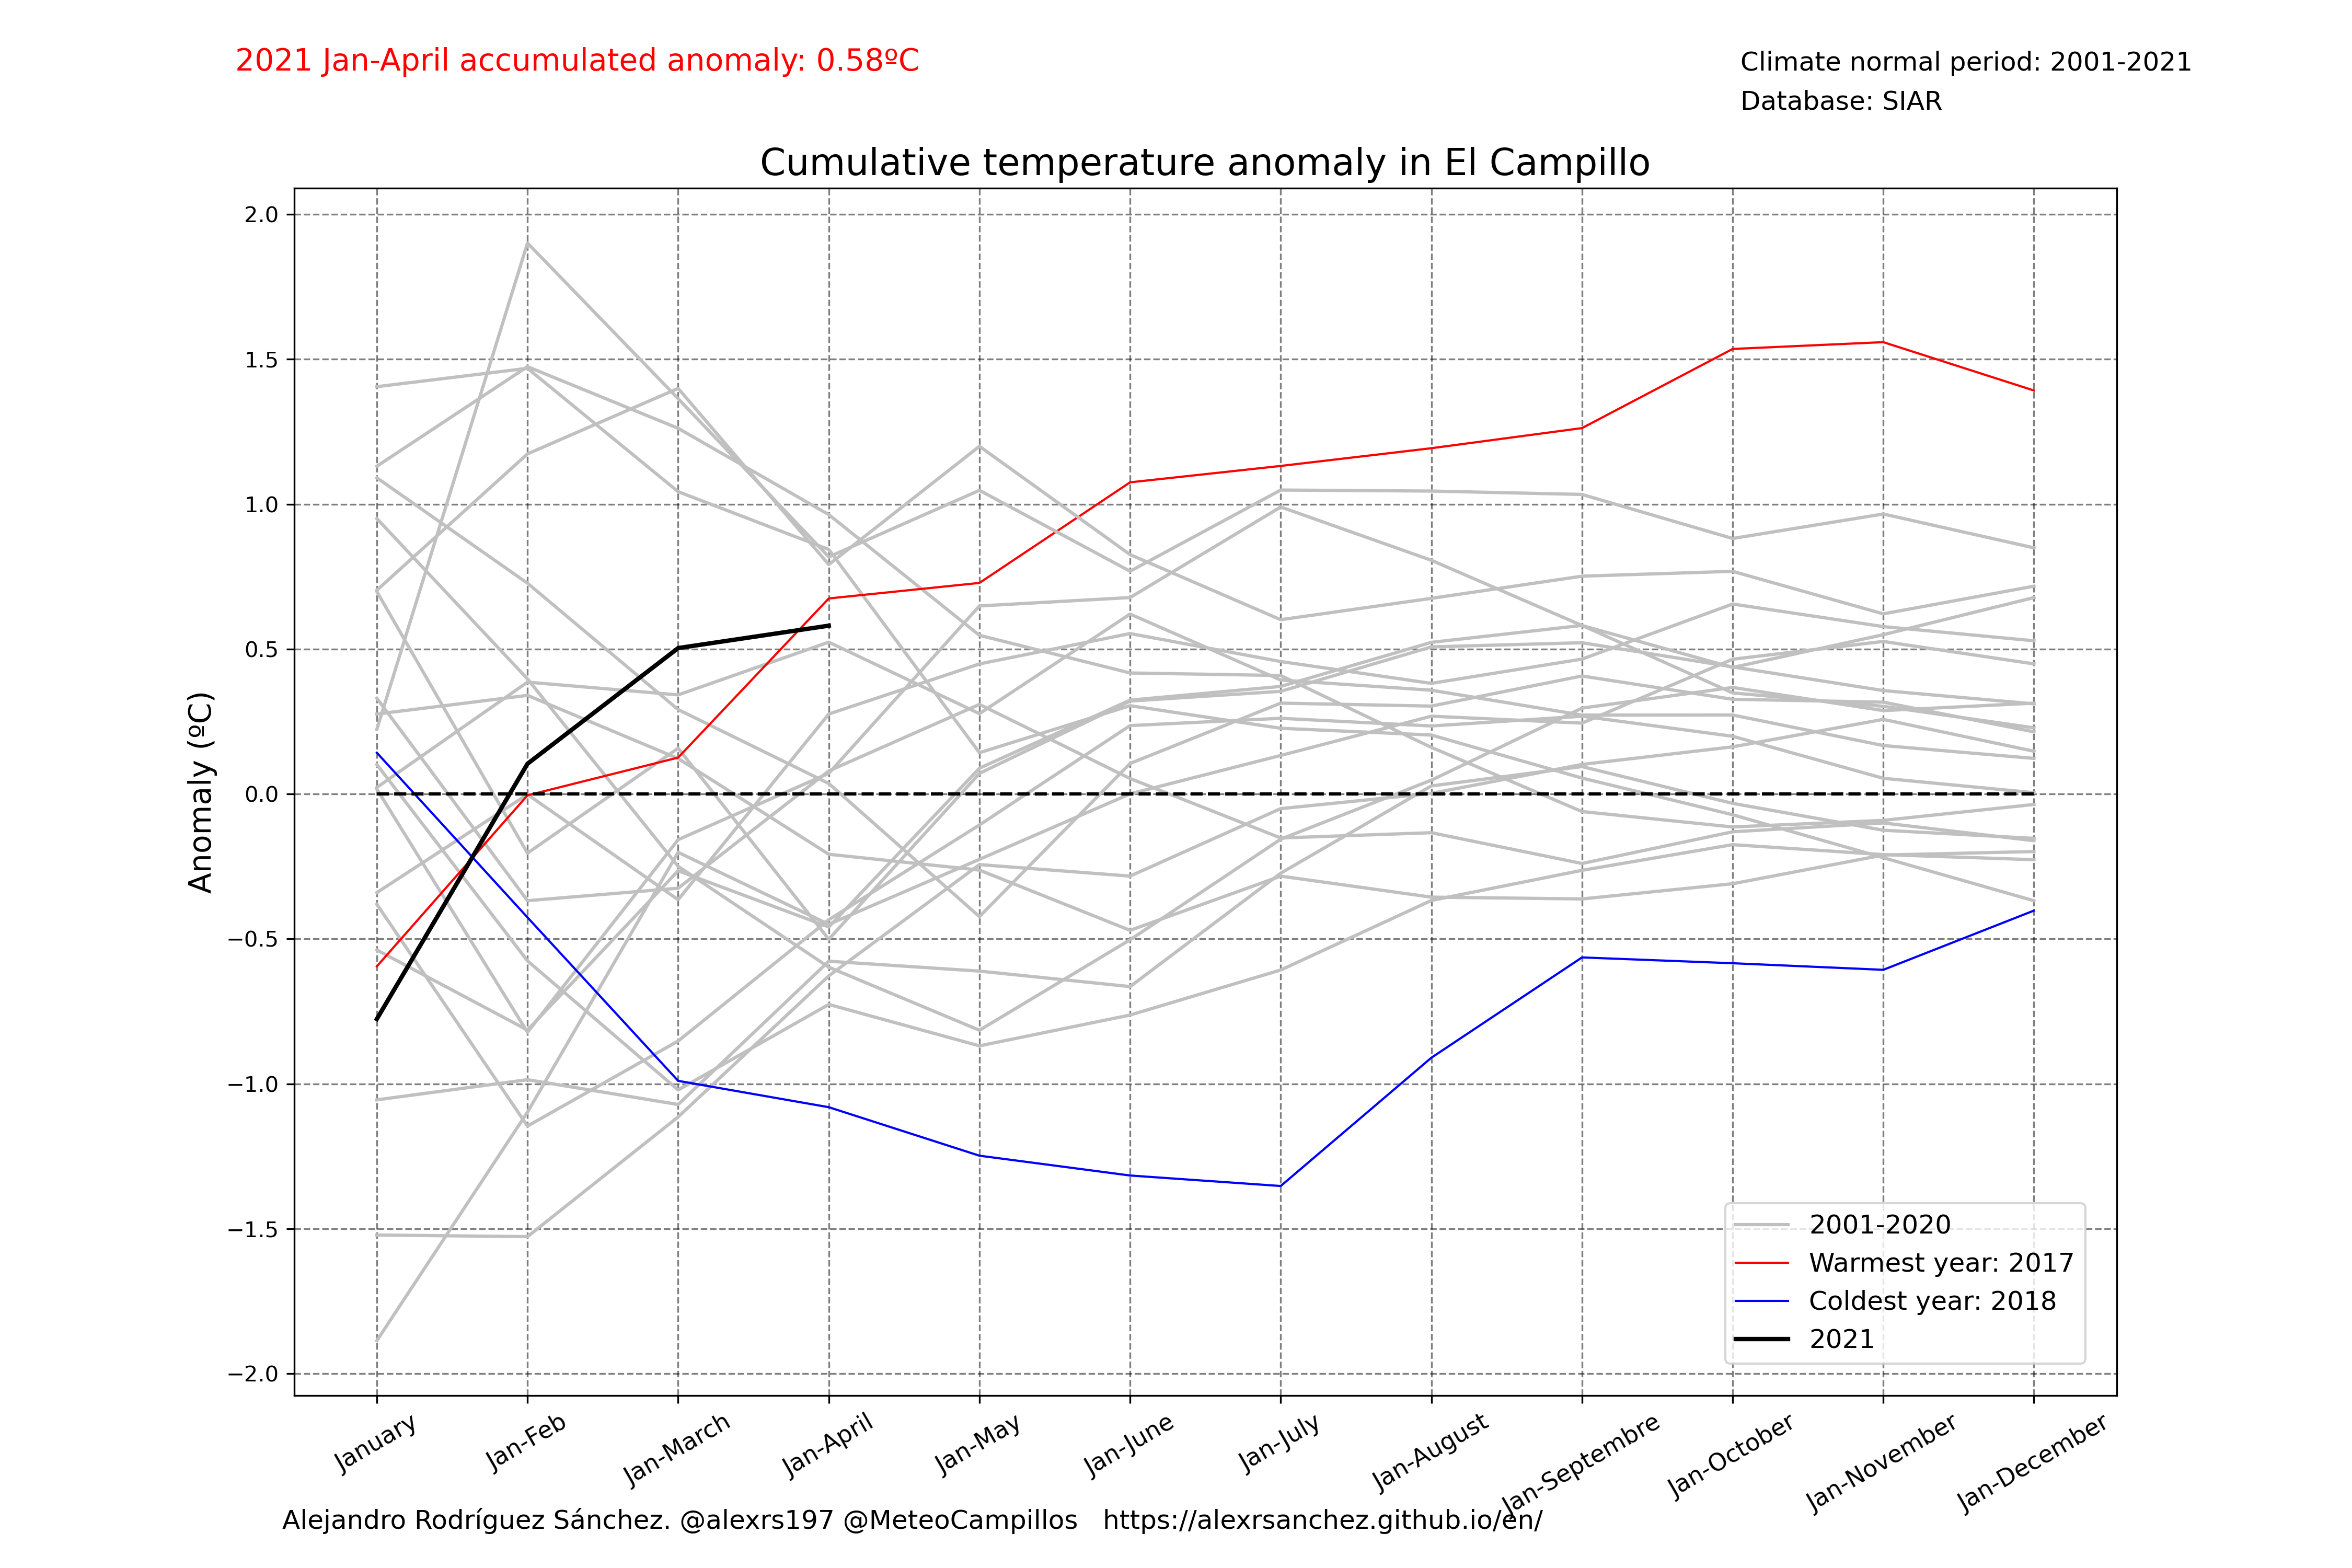 2021 Jan-April accumulated anomaly: 0.58ºC
Climate normal period: 2001-2021
Database: SIAR
Cumulative temperature anomaly in El Campillo
Anomaly (ºC)
2.0
1.5
1.0
0.5
0.0
−0.5
−1.0
−1.5
−2.0
2001-2020
Warmest year: 2017
Coldest year: 2018
2021
January
Jan-Feb
Jan-March
Jan-April
Jan-May
Jan-June
Jan-July
Jan-August
Jan-Septembre
Jan-October
Jan-November
Jan-December
Alejandro Rodríguez Sánchez. @alexrs197 @MeteoCampillos https://alexrsanchez.github.io/en/